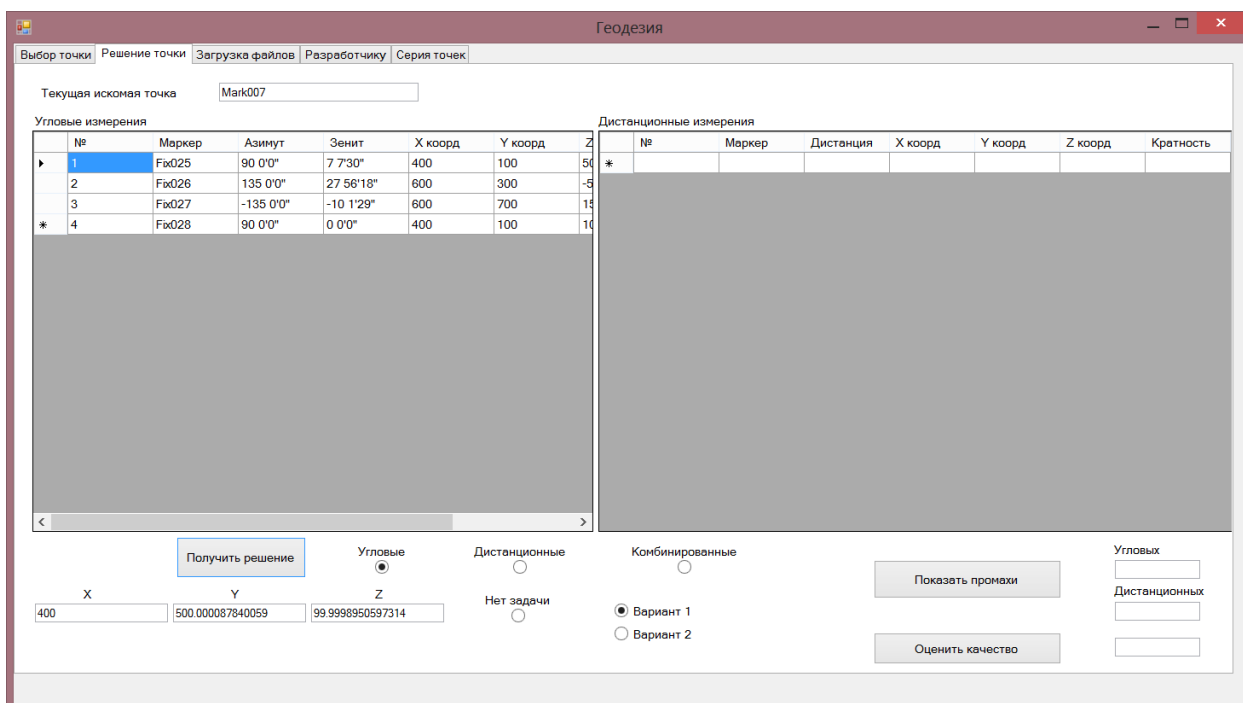 Геодезия
Выбор точки Решение точки Загрузка файлов Разработчику Серия точек
Текущая искомая точка Mark007
Угловые измерения Дистанционные измерения
№ Маркер Азимут Зенит X коорд Y коорд Z № Маркер Дистанция X коорд Y коорд Z коорд Кратность
1 Fix025 90 0'0" 7 7'30" 400 100 50
2 Fix026 135 0'0" 27 56'18" 600 300 -5
3 Fix027 -135 0'0" -10 1'29" 600 700 15
4 Fix028 90 0'0" 0 0'0" 400 100 10
Получить решение Угловые Дистанционные Комбинированные Угловых
Показать промахи
Дистанционных
X Y Z Нет задачи
400 500.000087840059 99.9998950597314 Вариант 1
Вариант 2
Оценить качество